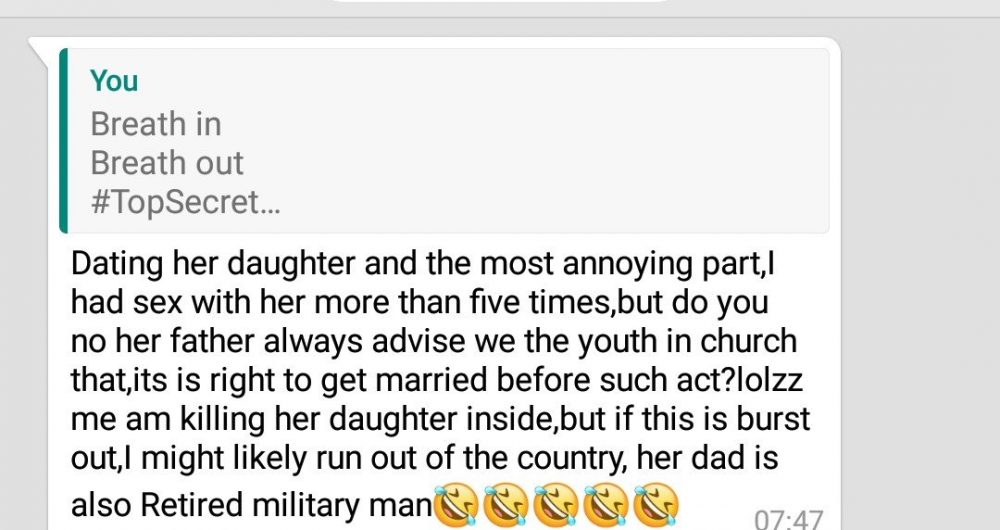 You
Breath in
Breath out
#TopSecret...
Dating her daughter and the most annoying part,I
had sex with her more than five times,but do you
no her father always advise we the youth in church
that,its is right to get married before such act?lolzz
me am killing her daughter inside,but if this is burst
out,I might likely run out of the country, her dad is
also Retired military man🤣🤣🤣🤣🤣
07:47